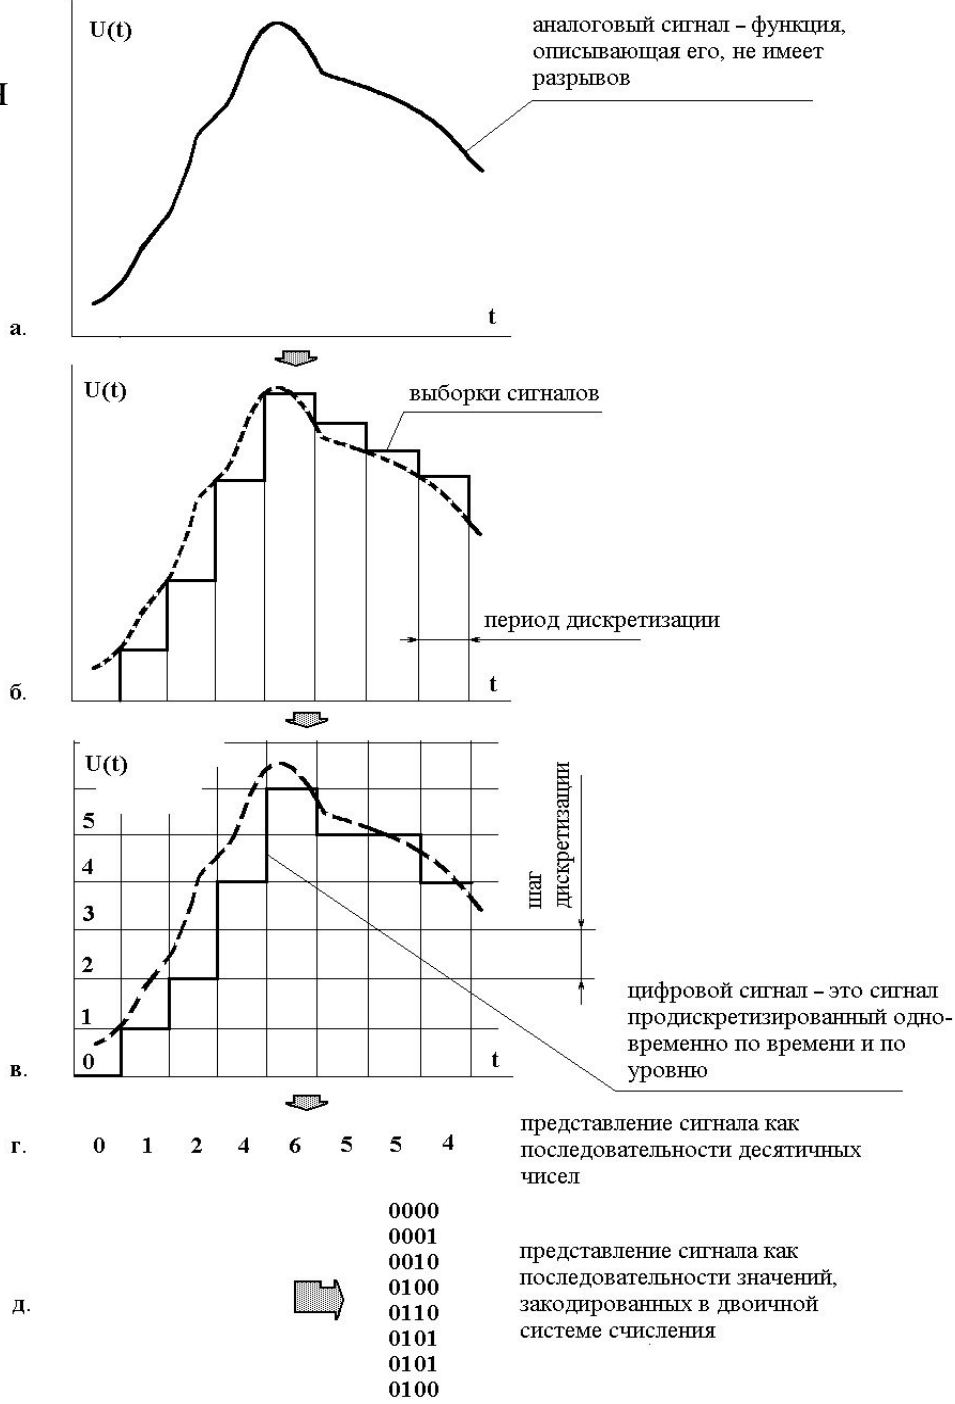 U(t)
аналоговый сигнал – функция,
описывающая его, не имеет
разрывов
Я
t
а.
U(t)
выборки сигналов
период дискретизации
t
б.
U(t)
5
4
3
2
1
0
шаг
дискретизации
t
в.
цифровой сигнал – это сигнал
продискретизированный одно-
временно по времени и по
уровню
г. 0 1 2 4 6 5 5 4
представление сигнала как
последовательности десятичных
чисел
0000
0001
0010
0100
0110
0101
0101
0100
д.
представление сигнала как
последовательности значений,
закодированных в двоичной
системе счисления